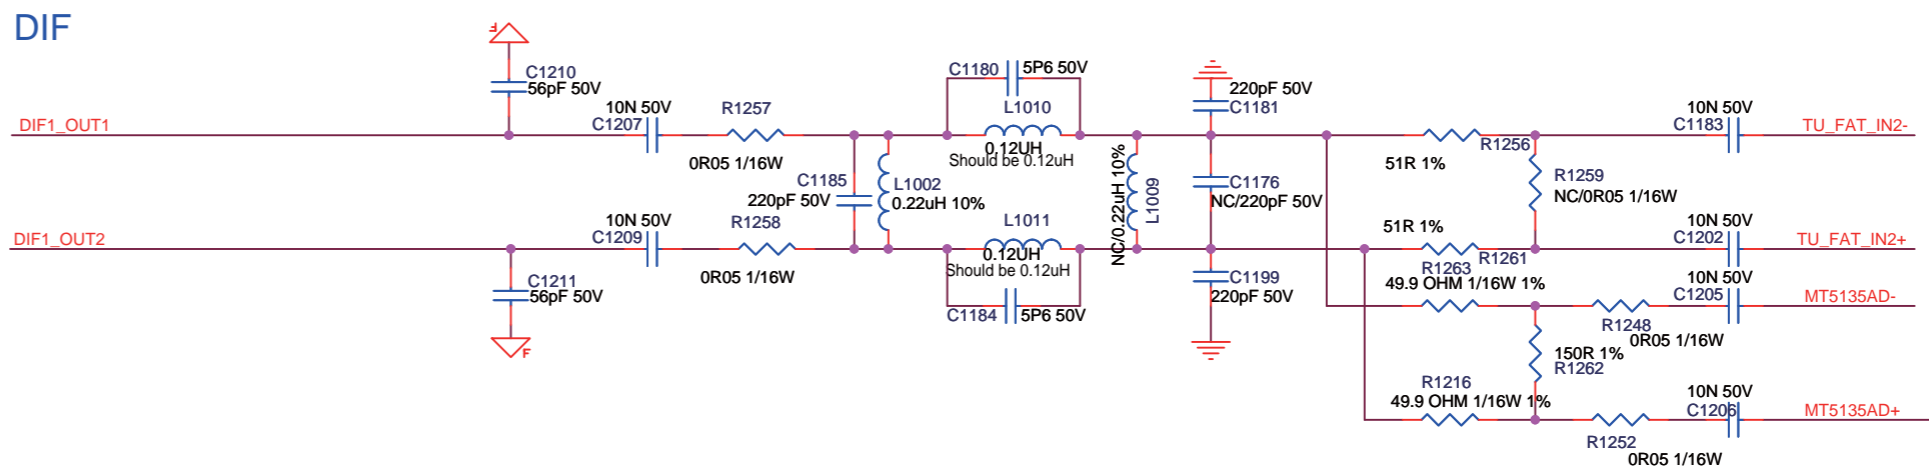 DIF
F
C1210
56pF 50V
C1180
5P6 50V
220pF 50V
C1181
10N 50V
C1207
R1257
L1010
10N 50V
C1183
DIF1_OUT1
TU_FAT_IN2-
0R05 1/16W
0.12UH
Should be 0.12uH
51R 1%
R1256
C1185
220pF 50V
L1002
0.22uH 10%
NC/0.22uH 10%
L1009
C1176
NC/220pF 50V
R1259
NC/0R05 1/16W
10N 50V
C1209
R1258
L1011
51R 1%
10N 50V
C1202
DIF1_OUT2
TU_FAT_IN2+
0R05 1/16W
0.12UH
Should be 0.12uH
R1263
R1261
C1211
56pF 50V
C1199
220pF 50V
49.9 OHM 1/16W 1%
10N 50V
C1205
MT5135AD-
C1184
5P6 50V
R1248
0R05 1/16W
F
150R 1%
R1262
R1216
49.9 OHM 1/16W 1%
10N 50V
C1206
MT5135AD+
R1252
0R05 1/16W